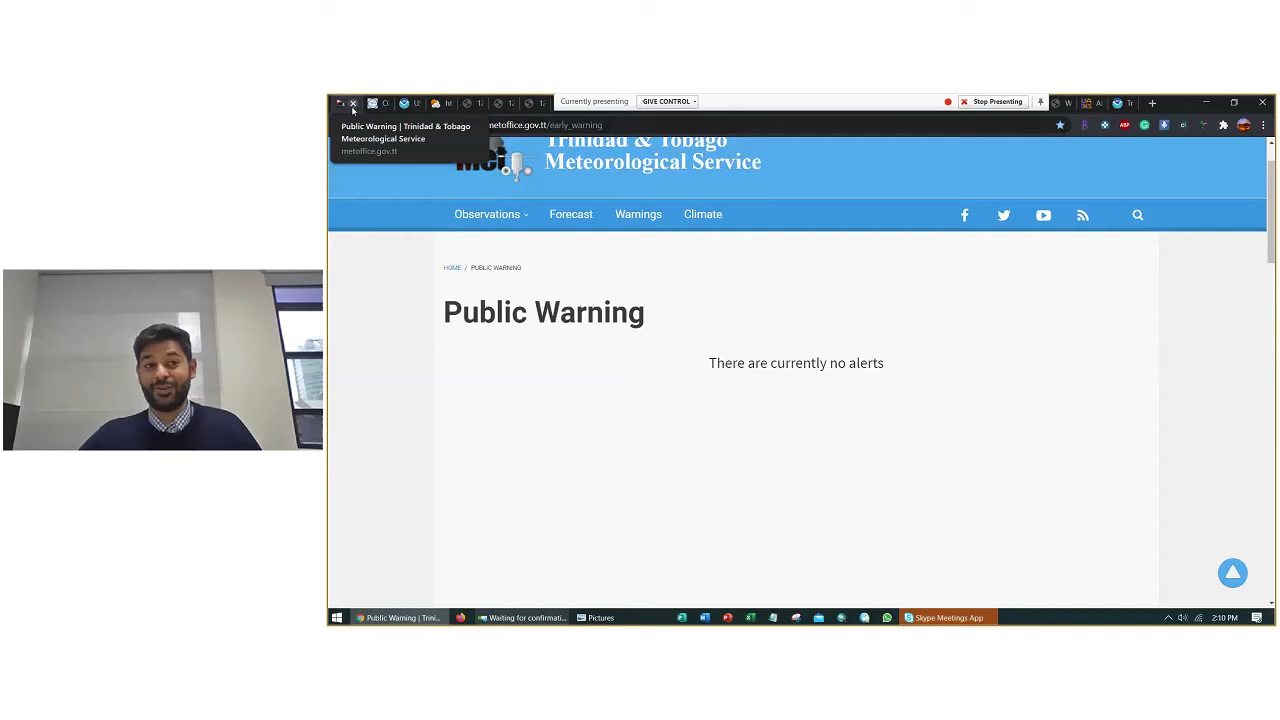 Currently presenting
GIVE CONTROL
Stop Presenting
Public Warning | Trinidad & Tobago
Meteorological Service
metoffice.gov.tt
metoffice.gov.tt/early_warning
ABP
Met
Trinidad & Tobago
Meteorological Service
Observations
Forecast
Warnings
Climate
HOME / PUBLIC WARNING
Public Warning
There are currently no alerts
Public Warning | Trini...
Waiting for confirmati...
Pictures
Skype Meetings App
2:10 PM